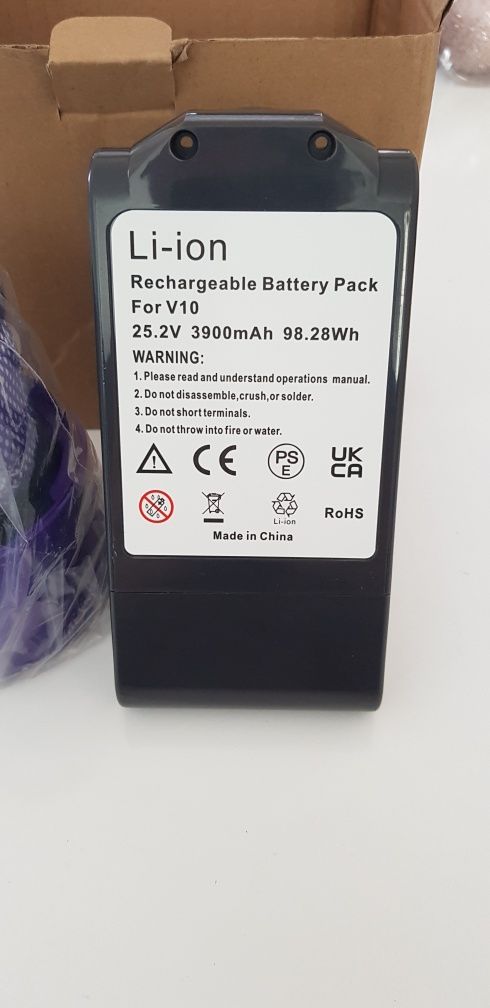 Li-ion
Rechargeable Battery Pack
For V10
25.2V 3900mAh 98.28Wh
WARNING:
1. Please read and understand operations manual.
2. Do not disassemble,crush,or solder.
3. Do not short terminals.
4. Do not throw into fire or water.
! CE PS E UK CA
Li-ion RoHS
Made in China